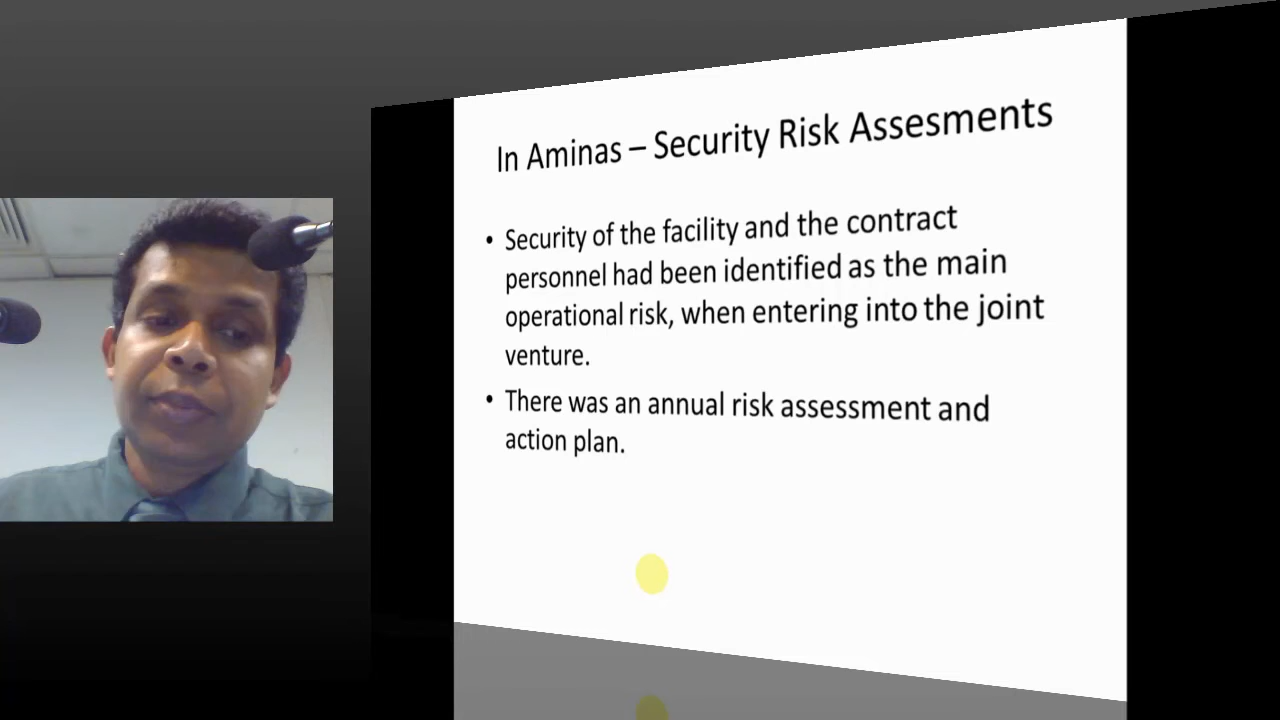 In Aminas – Security Risk Assesments
• Security of the facility and the contract
personnel had been identified as the main
operational risk, when entering into the joint
venture.
• There was an annual risk assessment and
action plan.